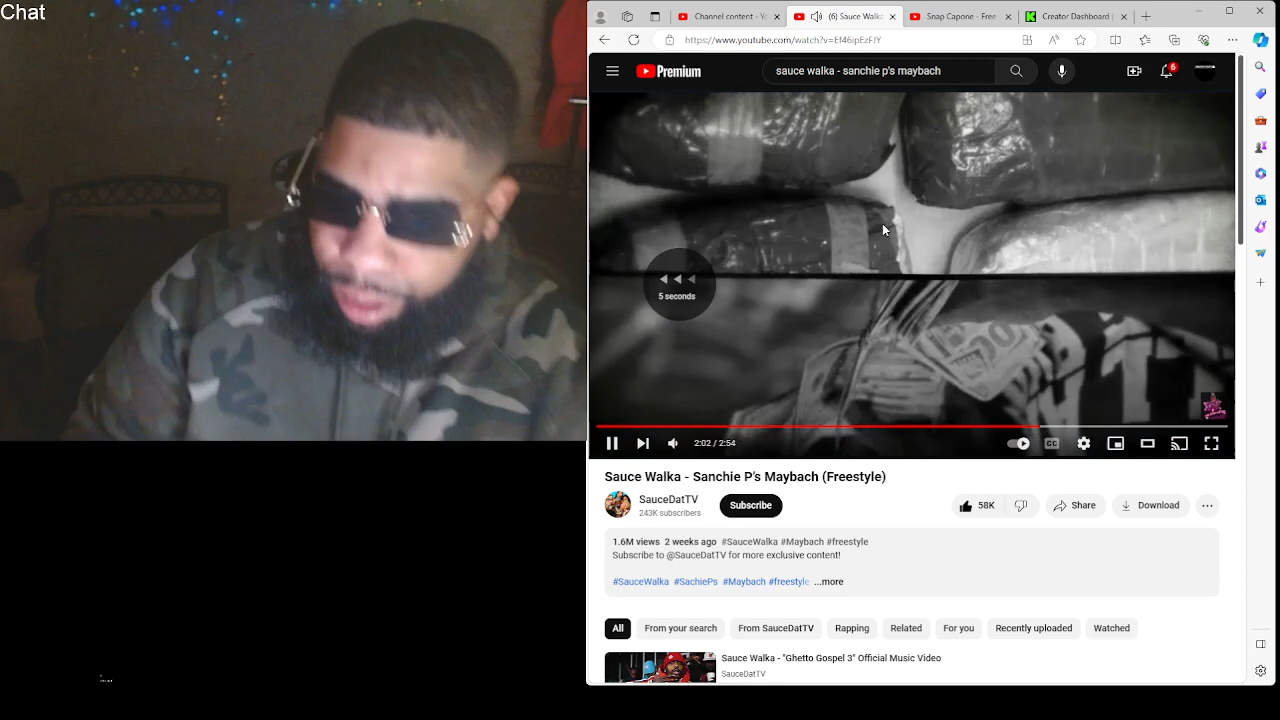 Chat
Channel content - Yo
(6) Sauce Walk
Snap Capone - Free
Creator Dashboard |
https://www.youtube.com/watch?v=Ef46ipEzFJY
Premium
sauce walka - sanchie p's maybach
6
5 seconds
2:02 / 2:54
CC
Sauce Walka - Sanchie P's Maybach (Freestyle)
SauceDatTV
243K subscribers
Subscribe
58K
Share
Download
1.6M views 2 weeks ago #SauceWalka #Maybach #freestyle
Subscribe to @SauceDatTV for more exclusive content!
#SauceWalka #SachiePs #Maybach #freestyle ...more
All
From your search
From SauceDatTV
Rapping
Related
For you
Recently uploaded
Watched
Sauce Walka - "Ghetto Gospel 3" Official Music Video
SauceDatTV